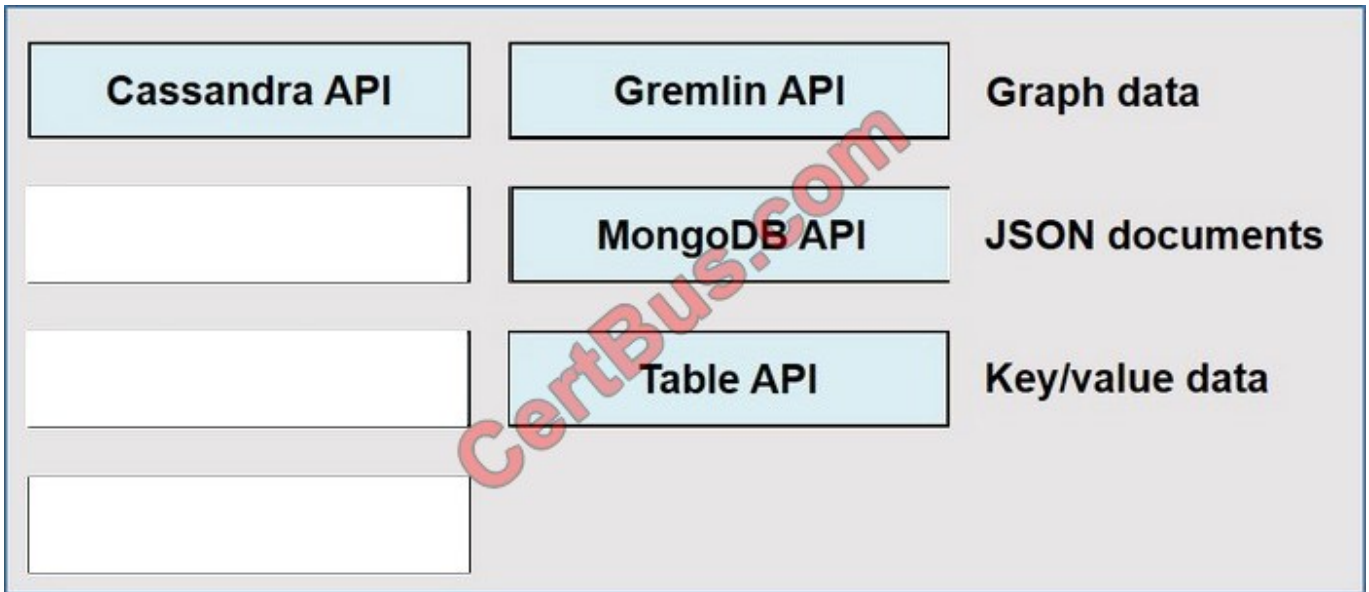 Cassandra API Gremlin API Graph data
MongoDB API JSON documents
Table API Key/value data
CertBus.com